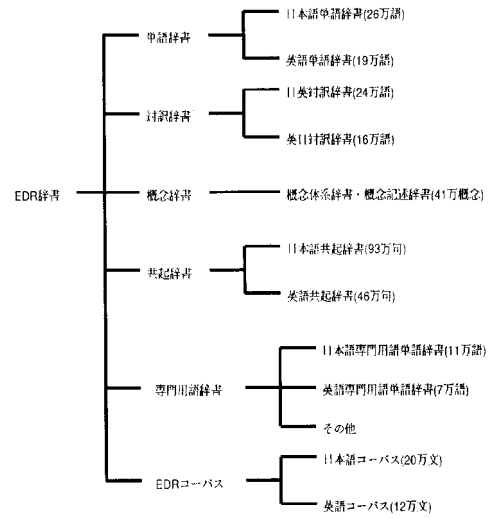 EDR辞書
単語辞書
日本語単語辞書(26万語)
英語単語辞書(19万語)
対訳辞書
日英対訳辞書(24万語)
英日対訳辞書(16万語)
概念辞書
概念体系辞書・概念記述辞書(41万概念)
共起辞書
日本語共起辞書(93万句)
英語共起辞書(46万句)
専門用語辞書
日本語専門用語単語辞書(11万語)
英語専門用語単語辞書(7万語)
その他
EDRコーパス
日本語コーパス(20万文)
英語コーパス(12万文)